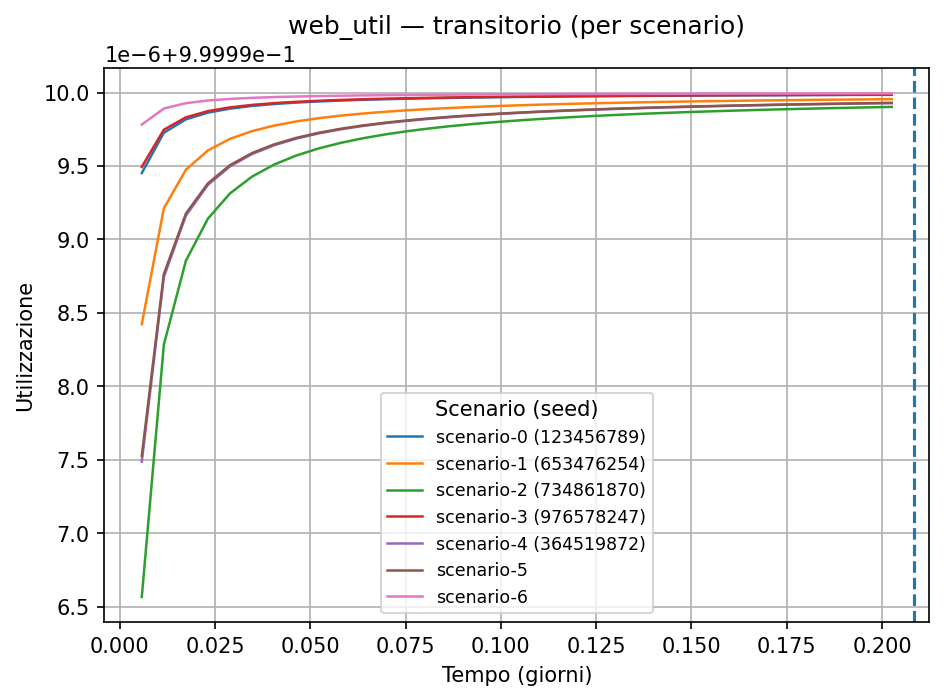 web_util — transitorio (per scenario)
1e−6+9.9999e−1
10.0
9.5
9.0
8.5
8.0
7.5
7.0
6.5
Utilizzazione
Scenario (seed)
scenario-0 (123456789)
scenario-1 (653476254)
scenario-2 (734861870)
scenario-3 (976578247)
scenario-4 (364519872)
scenario-5
scenario-6
0.000 0.025 0.050 0.075 0.100 0.125 0.150 0.175 0.200
Tempo (giorni)